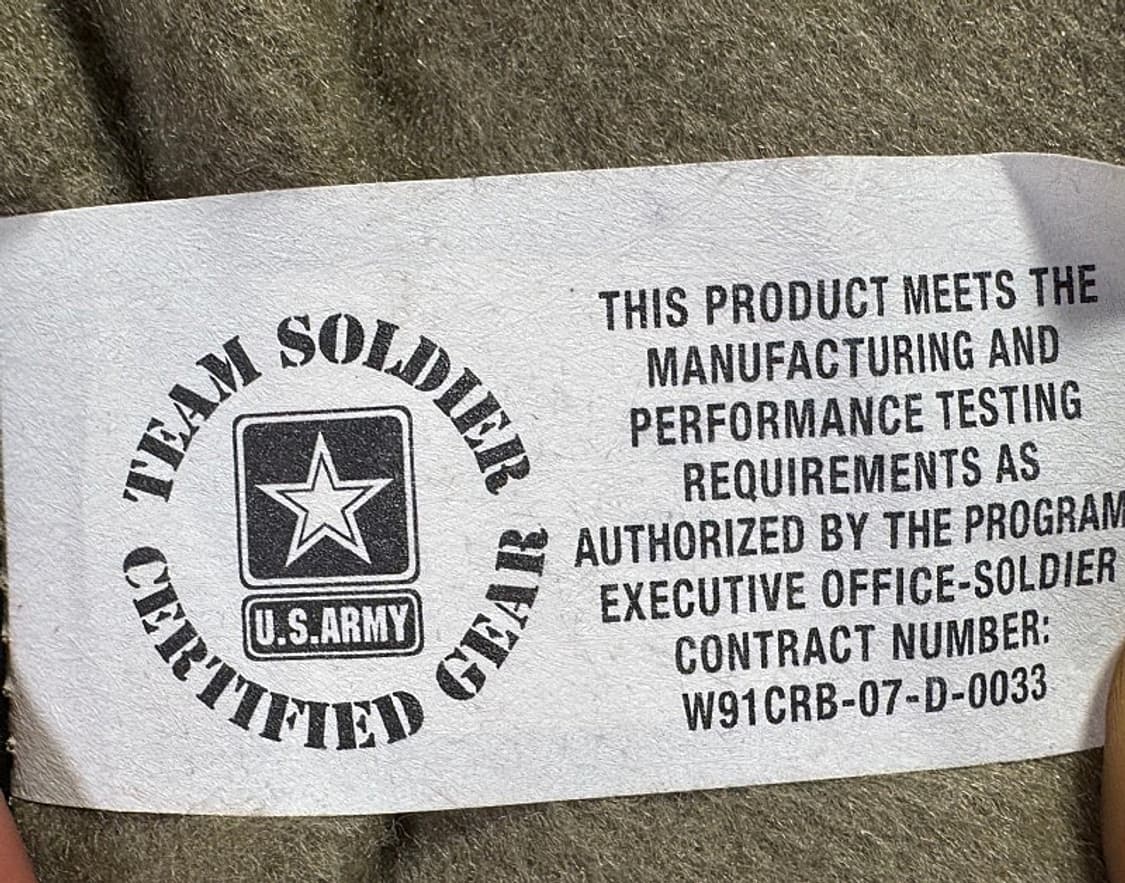 TEAM SOLDIER
CERTIFIED GEAR
U.S.ARMY
THIS PRODUCT MEETS THE
MANUFACTURING AND
PERFORMANCE TESTING
REQUIREMENTS AS
AUTHORIZED BY THE PROGRAM
EXECUTIVE OFFICE-SOLDIER
CONTRACT NUMBER:
W91CRB-07-D-0033